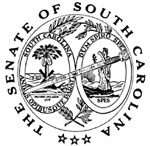 THE SENATE OF SOUTH CAROLINA
SOUTH CAROLINA
DUM SPIRO SPERO
SPES